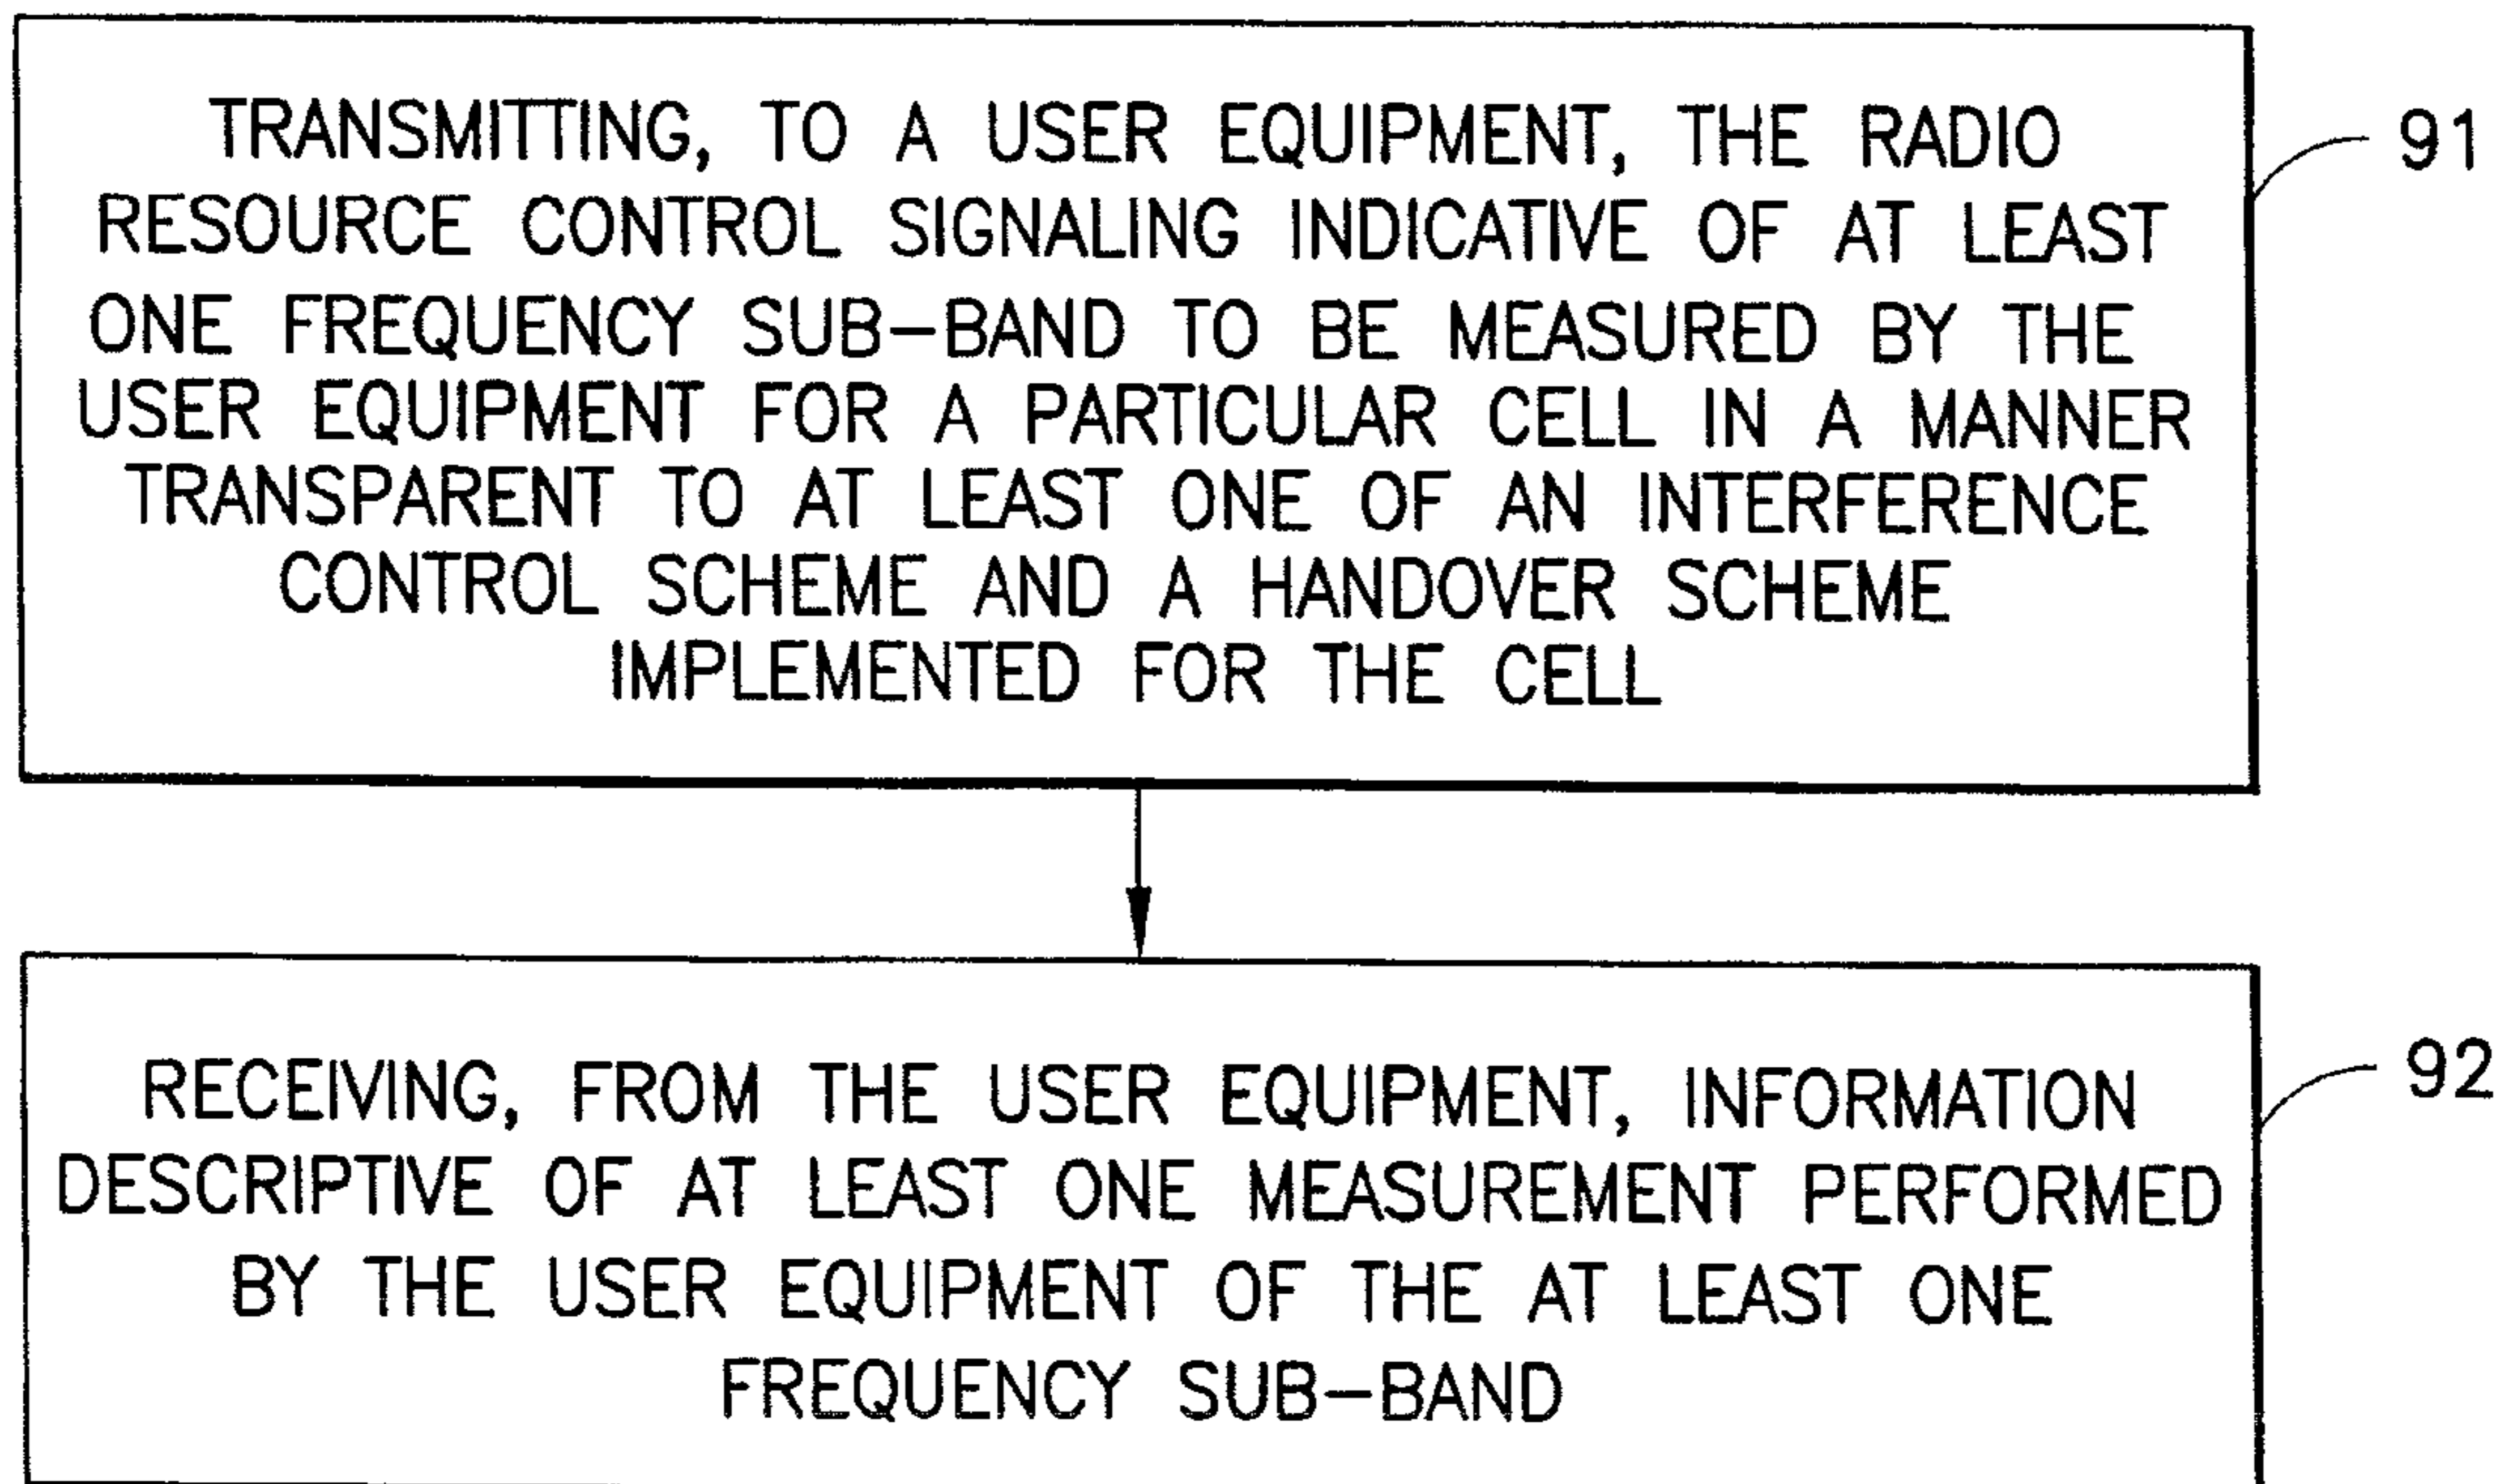 TRANSMITTING, TO A USER EQUIPMENT, THE RADIO
RESOURCE CONTROL SIGNALING INDICATIVE OF AT LEAST
ONE FREQUENCY SUB-BAND TO BE MEASURED BY THE
USER EQUIPMENT FOR A PARTICULAR CELL IN A MANNER
TRANSPARENT TO AT LEAST ONE OF AN INTERFERENCE
CONTROL SCHEME AND A HANDOVER SCHEME
IMPLEMENTED FOR THE CELL
91
RECEIVING, FROM THE USER EQUIPMENT, INFORMATION
DESCRIPTIVE OF AT LEAST ONE MEASUREMENT PERFORMED
BY THE USER EQUIPMENT OF THE AT LEAST ONE
FREQUENCY SUB-BAND
92